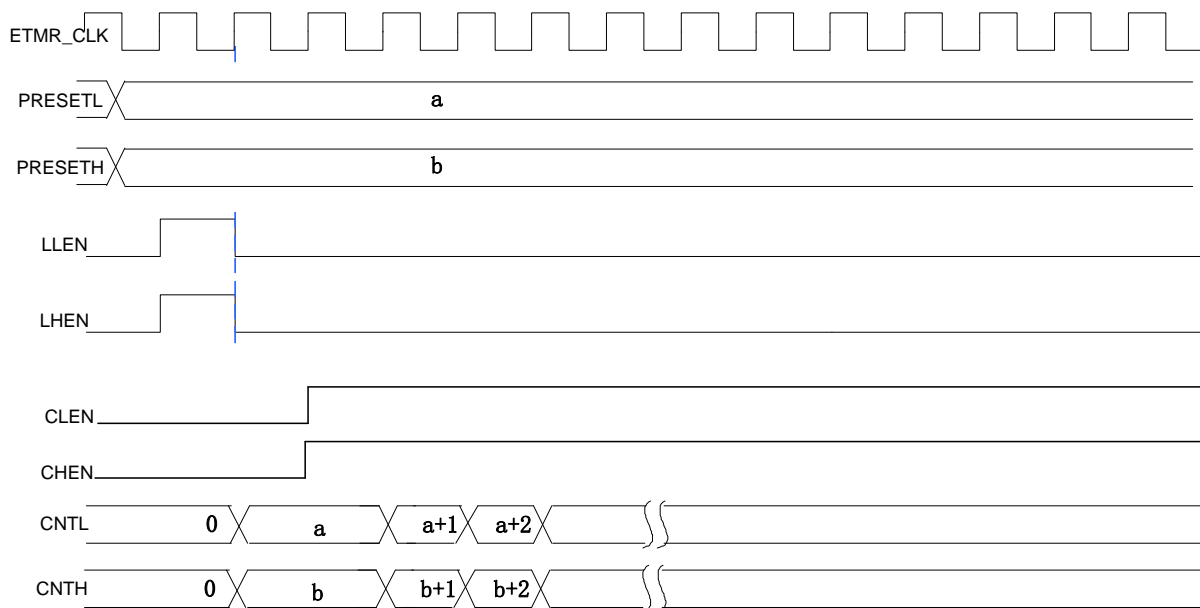 ETMR_CLK
PRESETL a
PRESETH b
LLEN
LHEN
CLEN
CHEN
CNTL 0 a a+1 a+2
CNTH 0 b b+1 b+2